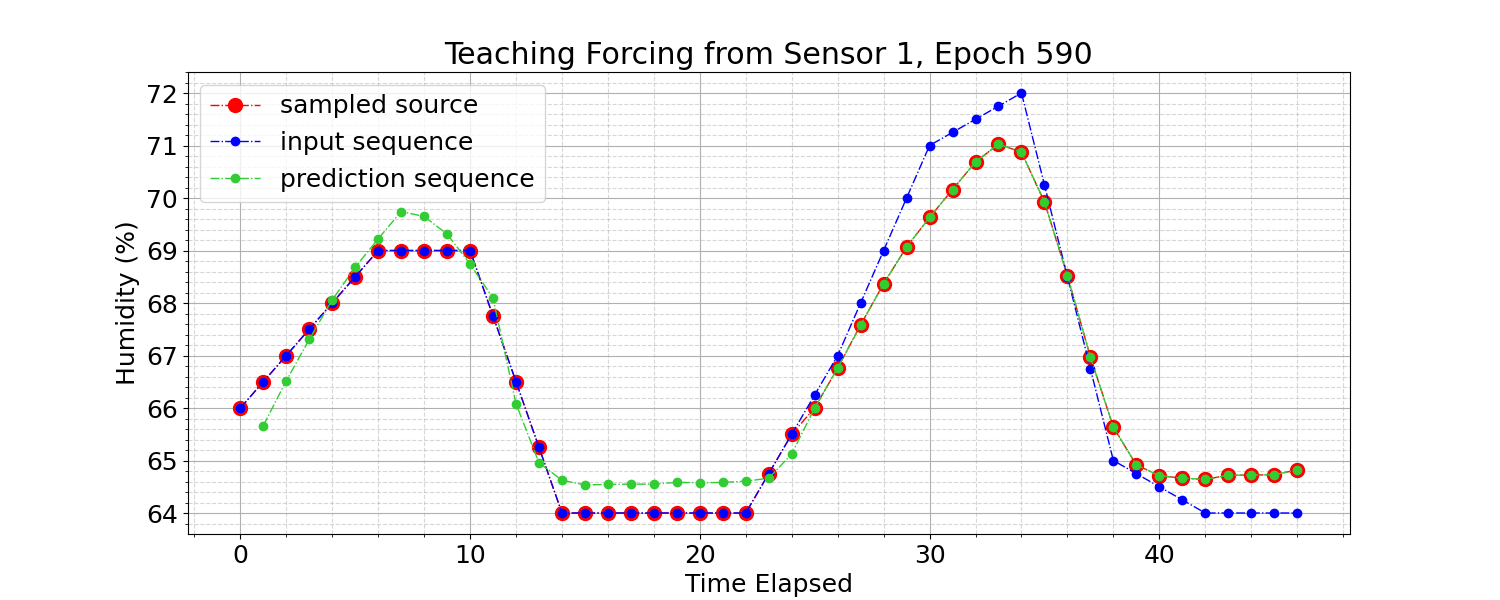 Teaching Forcing from Sensor 1, Epoch 590
sampled source
input sequence
prediction sequence
Humidity (%)
72
71
70
69
68
67
66
65
64
0 10 20 30 40
Time Elapsed